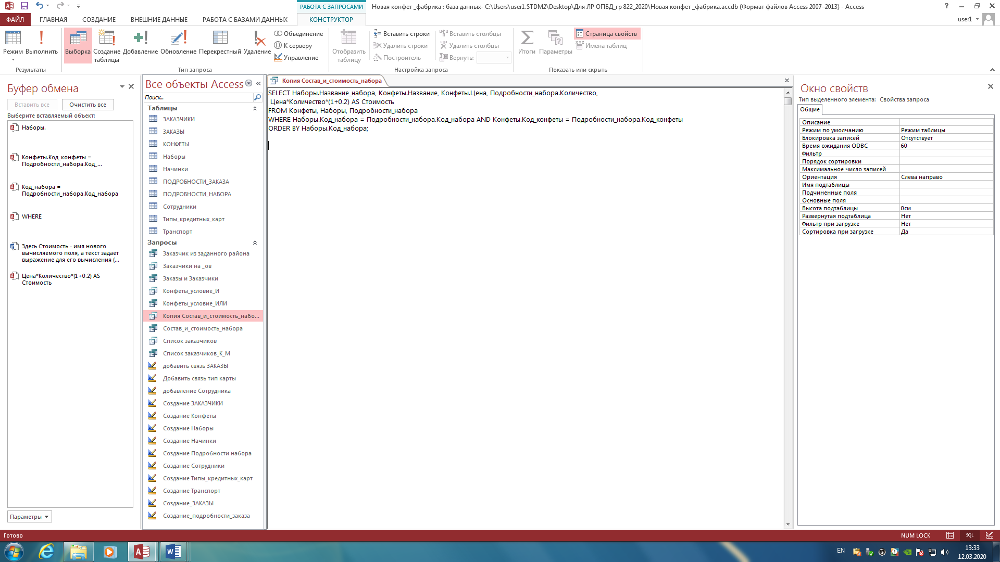 РАБОТА С ЗАПРОСАМИ
Новая конфет _фабрика : база данных- C:\Users\user1.STDM2\Desktop\Для ЛР ОПБД_гр 822_2020\Новая конфет _фабрика.accdb (Формат файлов Access 2007–2013) - Access
ФАЙЛ ГЛАВНАЯ СОЗДАНИЕ ВНЕШНИЕ ДАННЫЕ РАБОТА С БАЗАМИ ДАННЫХ КОНСТРУКТОР user1
Режим
Выполнить
Результаты
Выборка
Создание таблицы
Добавление
Обновление
Перекрестный
Удаление
Объединение
К серверу
Управление
Тип запроса
Отобразить таблицу
Вставить строки
Удалить строки
Построитель
Вставить столбцы
Удалить столбцы
Вернуть:
Настройка запроса
Итоги
Параметры
Страница свойств
XYZ
Имена таблиц
Показать или скрыть
Буфер обмена
Вставить все Очистить все
Выберите вставляемый объект:
Наборы.
Конфеты.Код_конфеты =
Подробности_набора.Код_...
Код_набора =
Подробности_набора.Код_набора
WHERE
Здесь Стоимость - имя нового
вычисляемого поля, а текст задает
выражение для его вычисления (...
Цена*Количество*(1+0.2) AS
Стоимость
Параметры
Все объекты Access
Поиск...
Таблицы
ЗАКАЗЧИКИ
ЗАКАЗЫ
КОНФЕТЫ
Наборы
Начинки
ПОДРОБНОСТИ_ЗАКАЗА
ПОДРОБНОСТИ_НАБОРА
Сотрудники
Типы_кредитных_карт
Транспорт
Запросы
Заказчик из заданного района
Заказчики на _ов
Заказы и Заказчики
Конфеты_условие_И
Конфеты_условие_ИЛИ
Копия Состав_и_стоимость_набо...
Состав_и_стоимость_набора
Список заказчиков
Список заказчиков_К_М
добавить связь ЗАКАЗЫ
Добавить связь тип карты
добавление Сотрудника
Создание ЗАКАЗЧИКИ
Создание Конфеты
Создание Наборы
Создание Начинки
Создание Подробности набора
Создание Сотрудники
Создание Типы_кредитных_карт
Создание Транспорт
Создание_ЗАКАЗЫ
Создание_подробности_заказа
Копия Состав_и_стоимость_набора
SELECT Наборы.Название_набора, Конфеты.Название, Конфеты.Цена, Подробности_набора.Количество,
Цена*Количество*(1+0.2) AS Стоимость
FROM Конфеты, Наборы, Подробности_набора
WHERE Наборы.Код_набора = Подробности_набора.Код_набора AND Конфеты.Код_конфеты = Подробности_набора.Код_конфеты
ORDER BY Наборы.Код_набора;
Окно свойств
Тип выделенного элемента: Свойства запроса
Общие
Описание
Режим по умолчанию Режим таблицы
Блокировка записей Отсутствует
Время ожидания ODBC 60
Фильтр
Порядок сортировки
Максимальное число записей
Ориентация Слева направо
Имя подтаблицы
Подчиненные поля
Основные поля
Высота подтаблицы 0см
Развернутая подтаблица Нет
Фильтр при загрузке Нет
Сортировка при загрузке Да
Готово NUM LOCK SQL
EN
13:33
12.03.2020